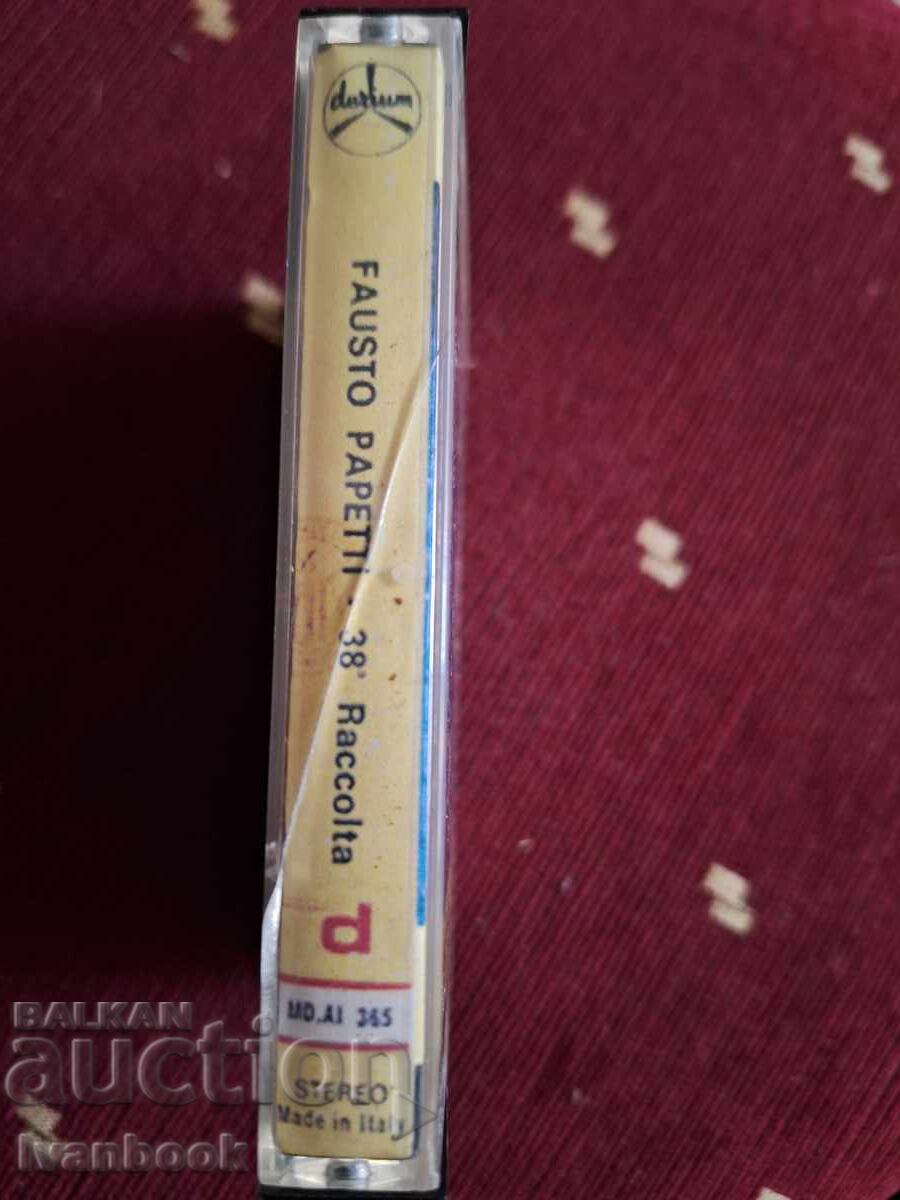 durium
FAUSTO PAPETTI - 38ª Raccolta
d
MD.AI 365
STEREO
Made in Italy
BALKAN
auction
Ivanbook